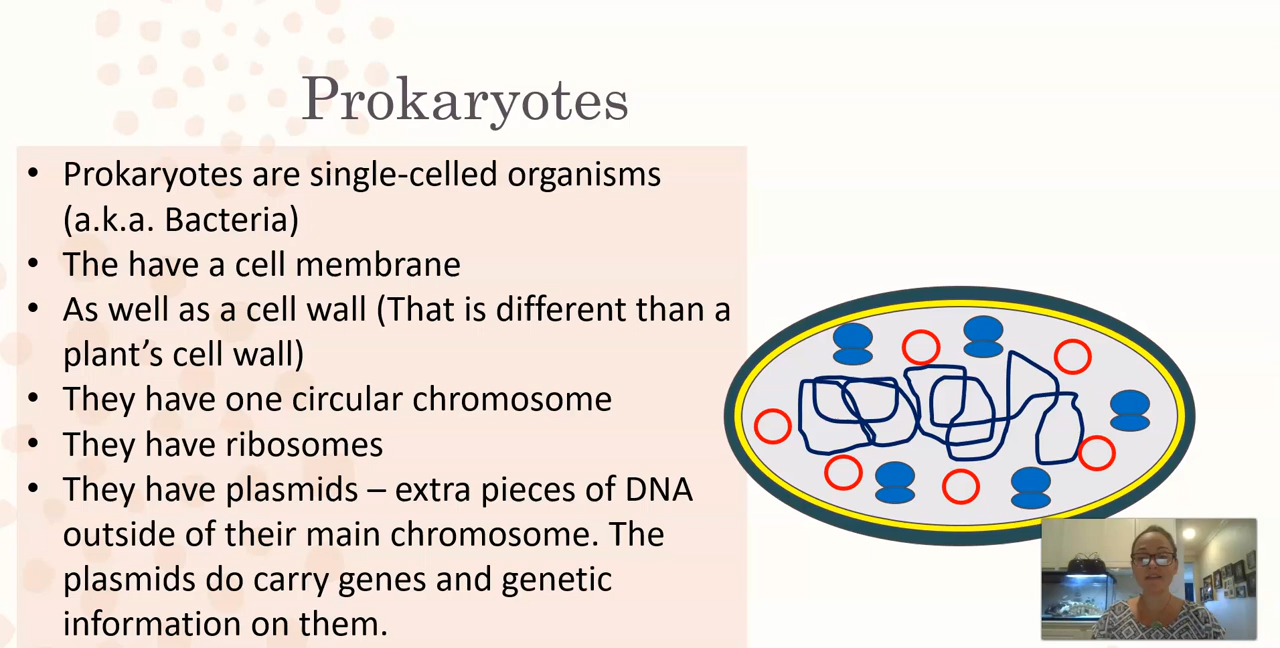 Prokaryotes
• Prokaryotes are single-celled organisms
(a.k.a. Bacteria)
• The have a cell membrane
• As well as a cell wall (That is different than a
plant’s cell wall)
• They have one circular chromosome
• They have ribosomes
• They have plasmids – extra pieces of DNA
outside of their main chromosome. The
plasmids do carry genes and genetic
information on them.